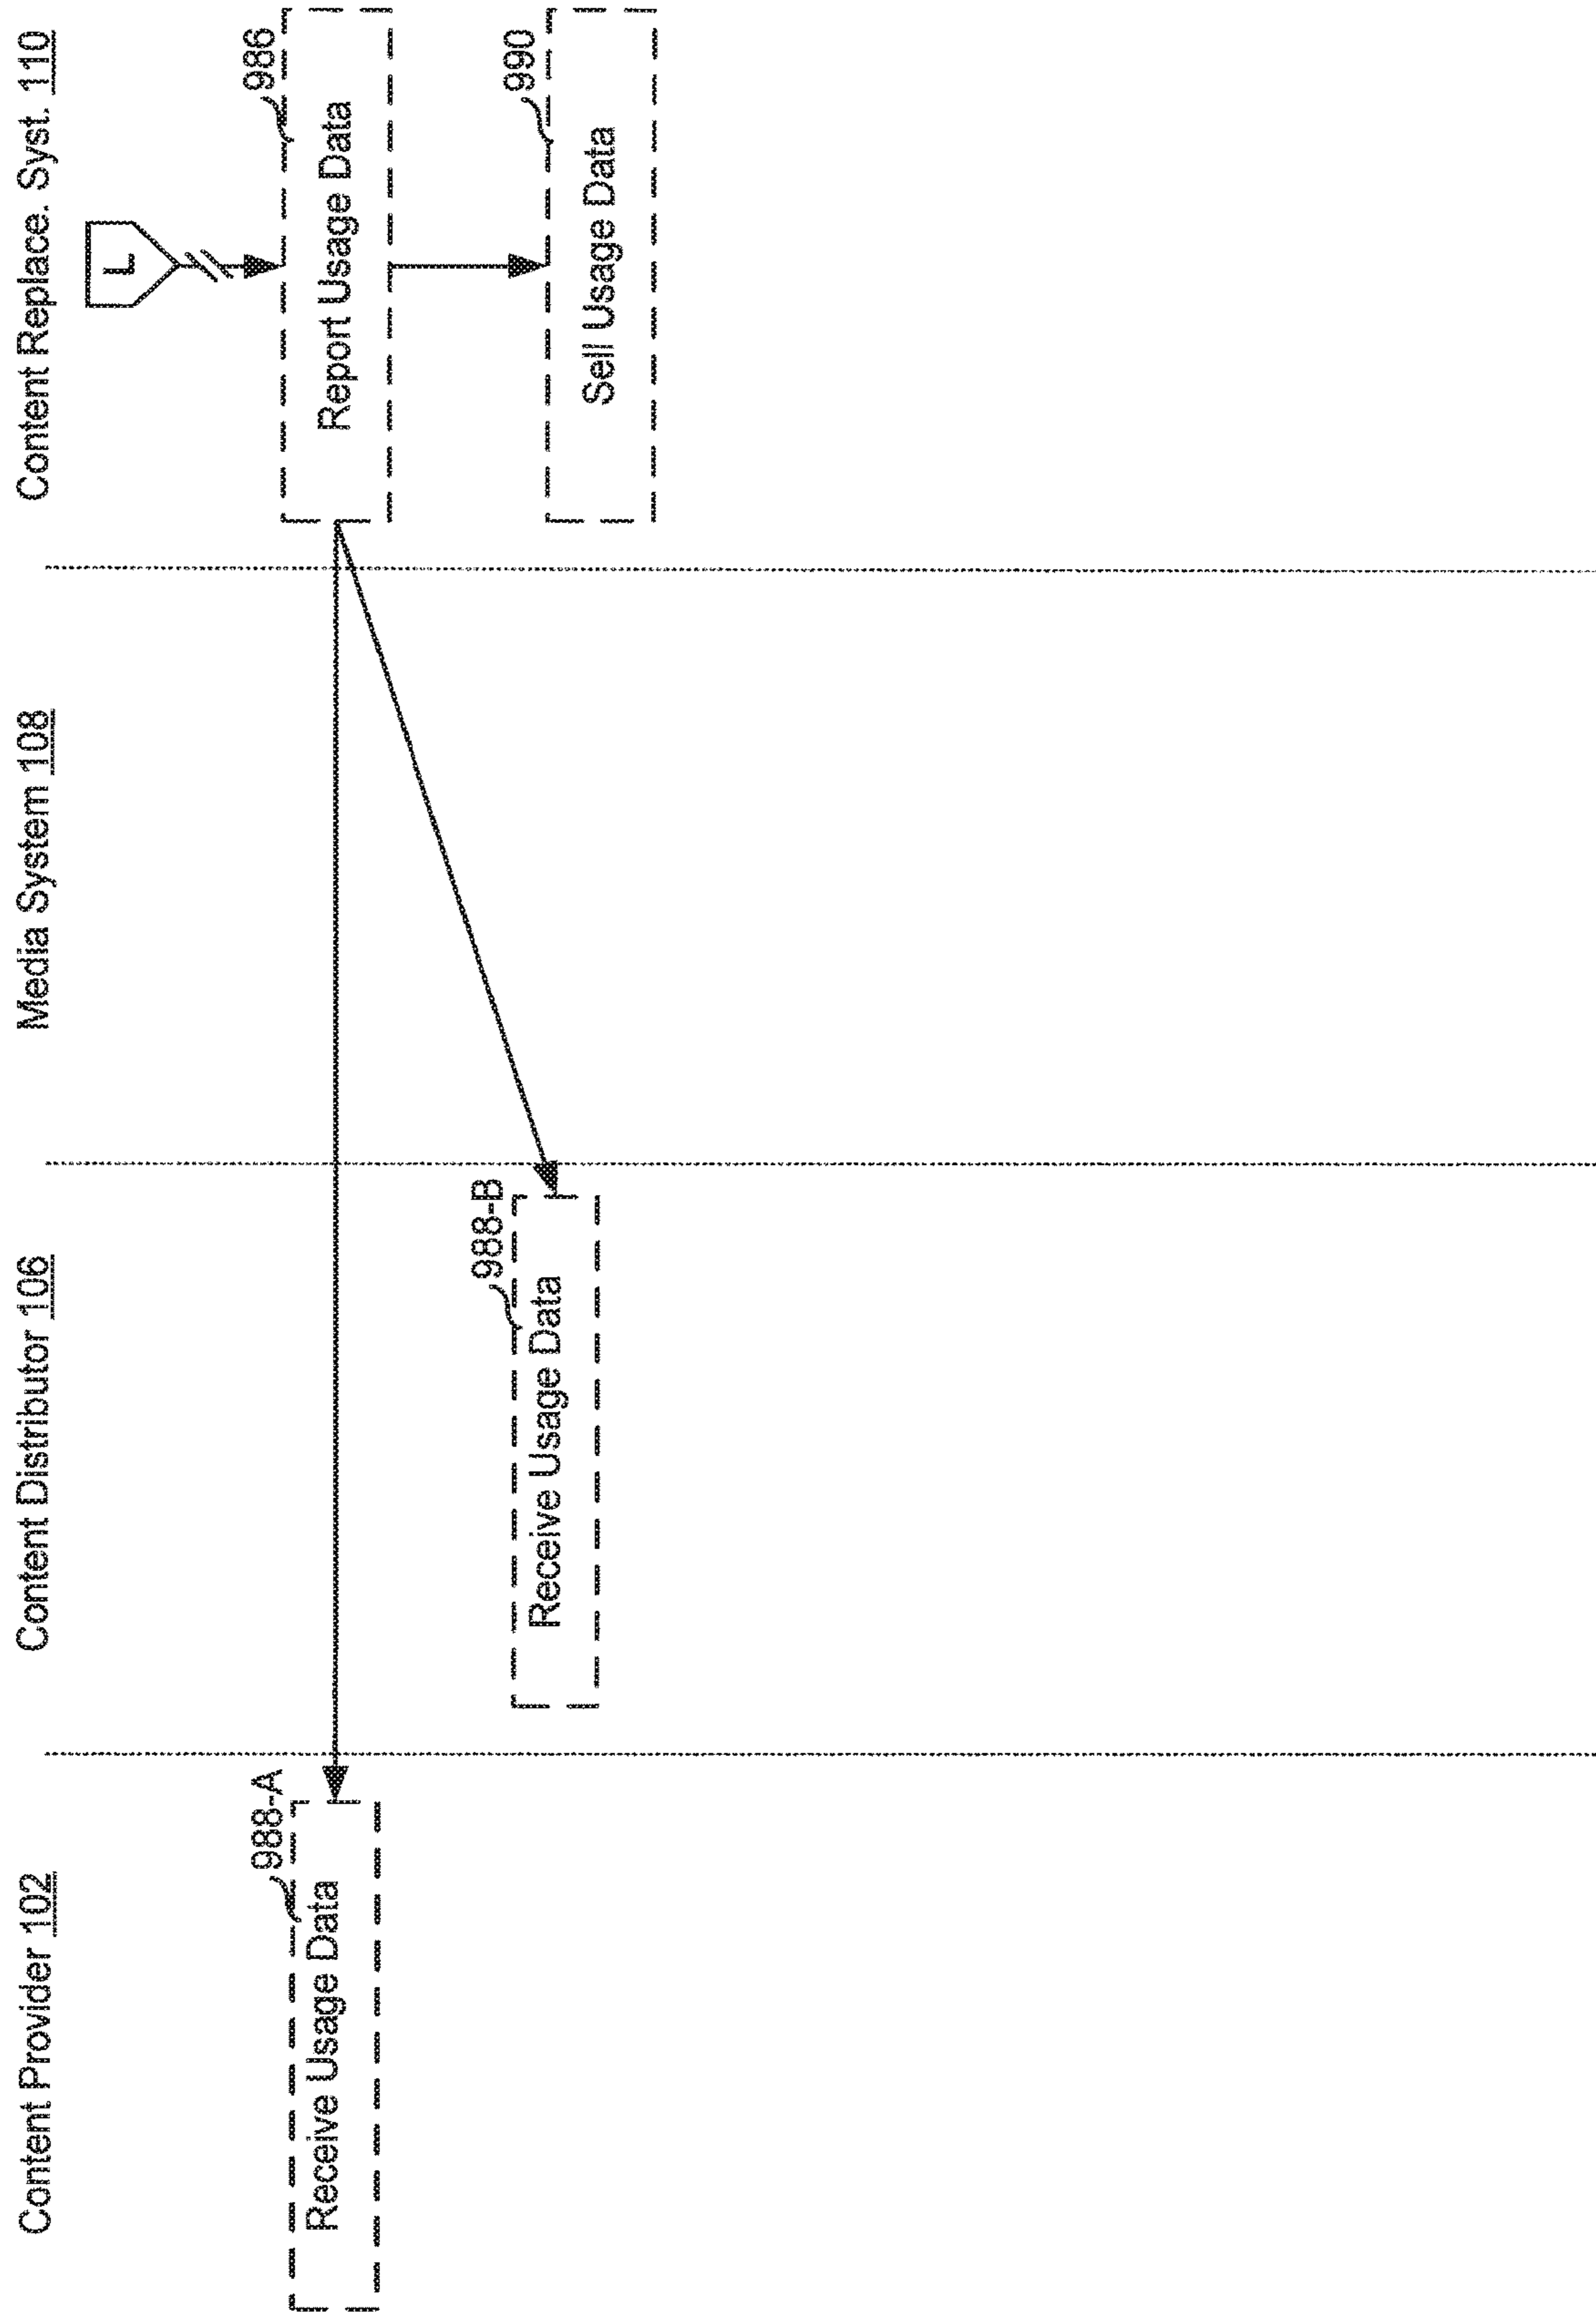 Content Provider 102
Content Distributor 106
Media System 108
Content Replace. Syst. 110
L
988-A
986
Receive Usage Data
Report Usage Data
988-B
990
Receive Usage Data
Sell Usage Data